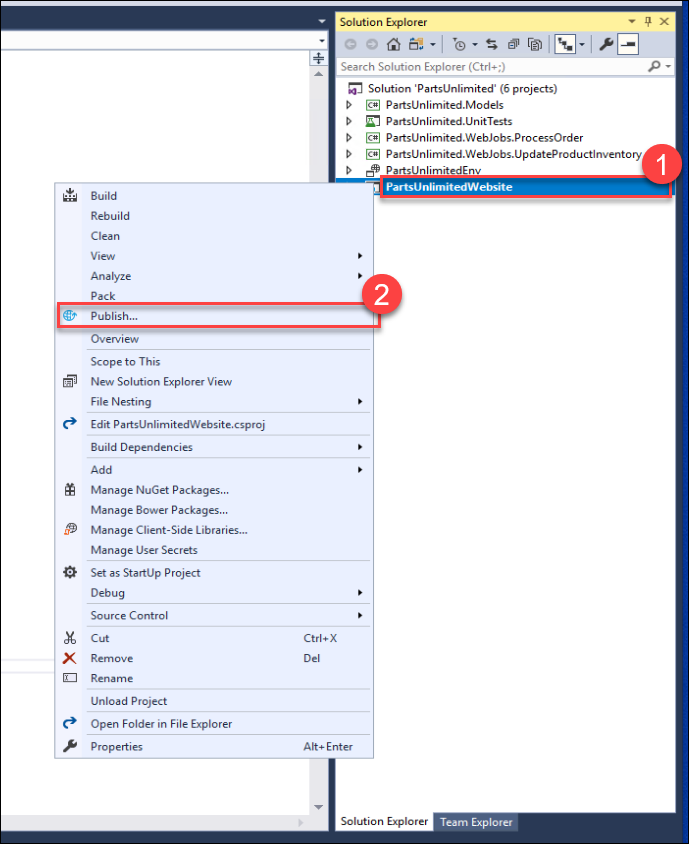 Solution Explorer
Search Solution Explorer (Ctrl+;)
Solution 'PartsUnlimited' (6 projects)
C# PartsUnlimited.Models
PartsUnlimited.UnitTests
C# PartsUnlimited.WebJobs.ProcessOrder
C# PartsUnlimited.WebJobs.UpdateProductInventory
PartsUnlimitedEnv
PartsUnlimitedWebsite
1
Build
Rebuild
Clean
View
Analyze
Pack
Publish...
2
Overview
Scope to This
New Solution Explorer View
File Nesting
Edit PartsUnlimitedWebsite.csproj
Build Dependencies
Add
Manage NuGet Packages...
Manage Bower Packages...
Manage Client-Side Libraries...
Manage User Secrets
Set as StartUp Project
Debug
Source Control
Cut Ctrl+X
Remove Del
Rename
Unload Project
Open Folder in File Explorer
Properties Alt+Enter
Solution Explorer Team Explorer